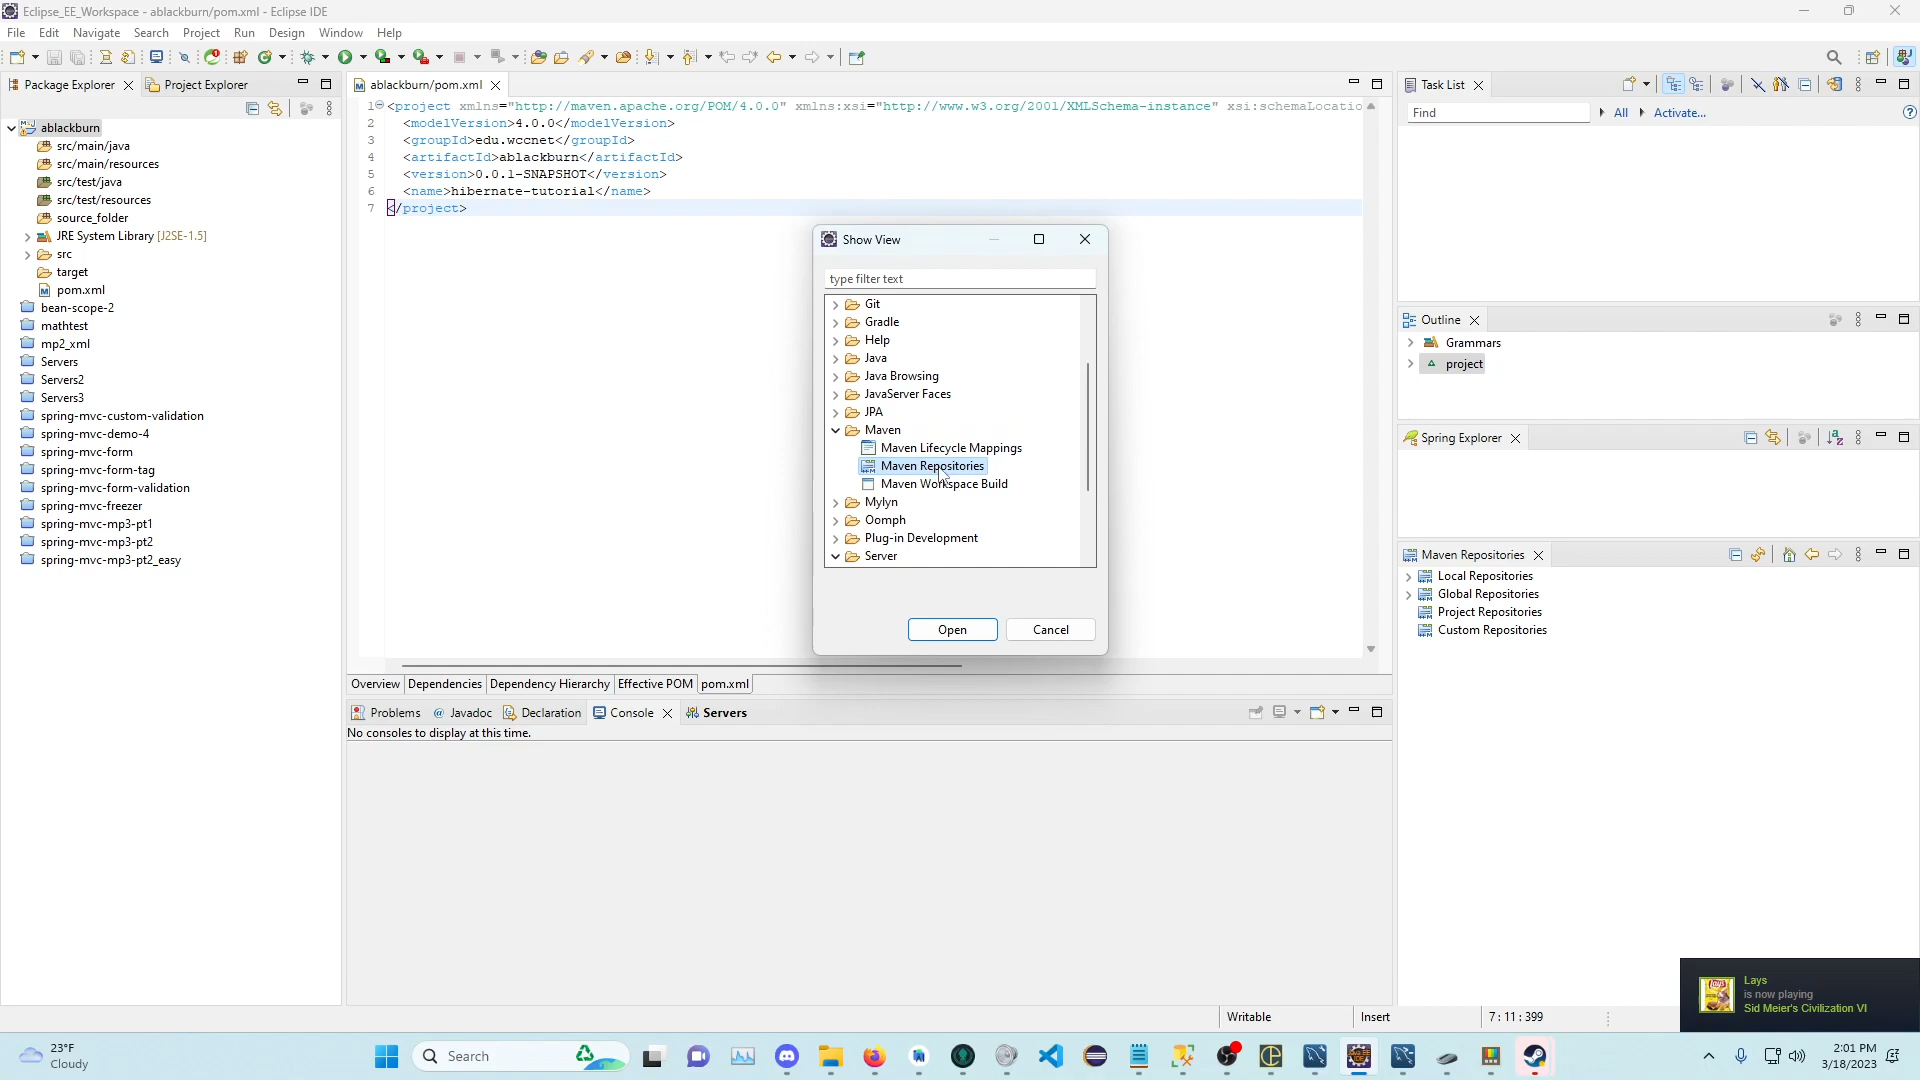 Eclipse_EE_Workspace - ablackburn/pom.xml - Eclipse IDE
File Edit Navigate Search Project Run Design Window Help
Package Explorer
Project Explorer
ablackburn
src/main/java
src/main/resources
src/test/java
src/test/resources
source_folder
JRE System Library [J2SE-1.5]
src
target
pom.xml
bean-scope-2
mathtest
mp2_xml
Servers
Servers2
Servers3
spring-mvc-custom-validation
spring-mvc-demo-4
spring-mvc-form
spring-mvc-form-tag
spring-mvc-form-validation
spring-mvc-freezer
spring-mvc-mp3-pt1
spring-mvc-mp3-pt2
spring-mvc-mp3-pt2_easy
ablackburn/pom.xml
1 <project xmlns="http://maven.apache.org/POM/4.0.0" xmlns:xsi="http://www.w3.org/2001/XMLSchema-instance" xsi:schemaLocatio
2 <modelVersion>4.0.0</modelVersion>
3 <groupId>edu.wccnet</groupId>
4 <artifactId>ablackburn</artifactId>
5 <version>0.0.1-SNAPSHOT</version>
6 <name>hibernate-tutorial</name>
7 </project>
Show View
type filter text
Git
Gradle
Help
Java
Java Browsing
JavaServer Faces
JPA
Maven
Maven Lifecycle Mappings
Maven Repositories
Maven Workspace Build
Mylyn
Oomph
Plug-in Development
Server
Open Cancel
Overview Dependencies Dependency Hierarchy Effective POM pom.xml
Problems Javadoc Declaration Console Servers
No consoles to display at this time.
Task List
Find All Activate...
Outline
Grammars
project
Spring Explorer
Maven Repositories
Local Repositories
Global Repositories
Project Repositories
Custom Repositories
Lays
is now playing
Sid Meier's Civilization VI
Writable Insert 7 : 11 : 399
23°F
Cloudy
Search
2:01 PM
3/18/2023